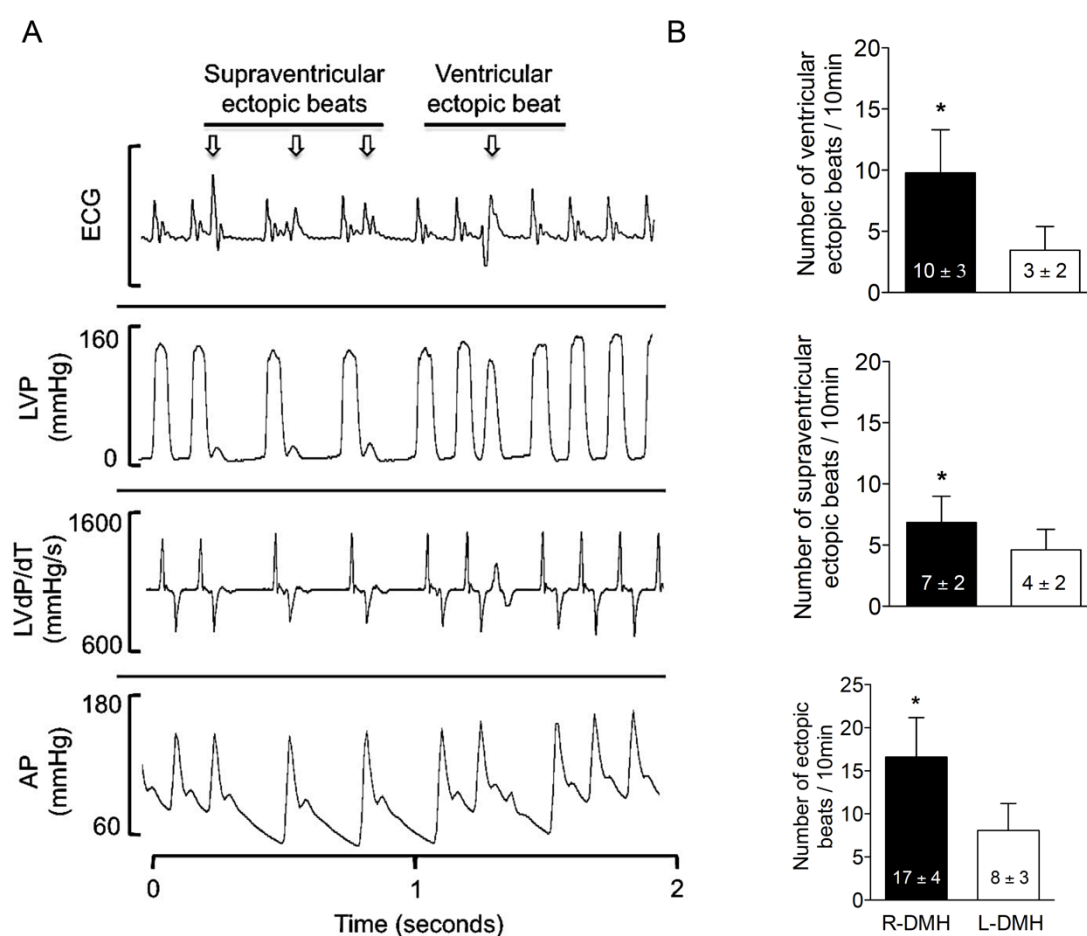 A
Supraventricular
ectopic beats
Ventricular
ectopic beat
ECG
160
LVP
(mmHg)
0
1600
LVdP/dT
(mmHg/s)
600
180
AP
(mmHg)
60
0
1
2
Time (seconds)
B
Number of ventricular
ectopic beats / 10min
20
15
10
5
0
*
10 ± 3
3 ± 2
Number of supraventricular
ectopic beats / 10min
20
15
10
5
0
*
7 ± 2
4 ± 2
Number of ectopic
beats / 10min
25
20
15
10
5
0
*
17 ± 4
8 ± 3
R-DMH
L-DMH